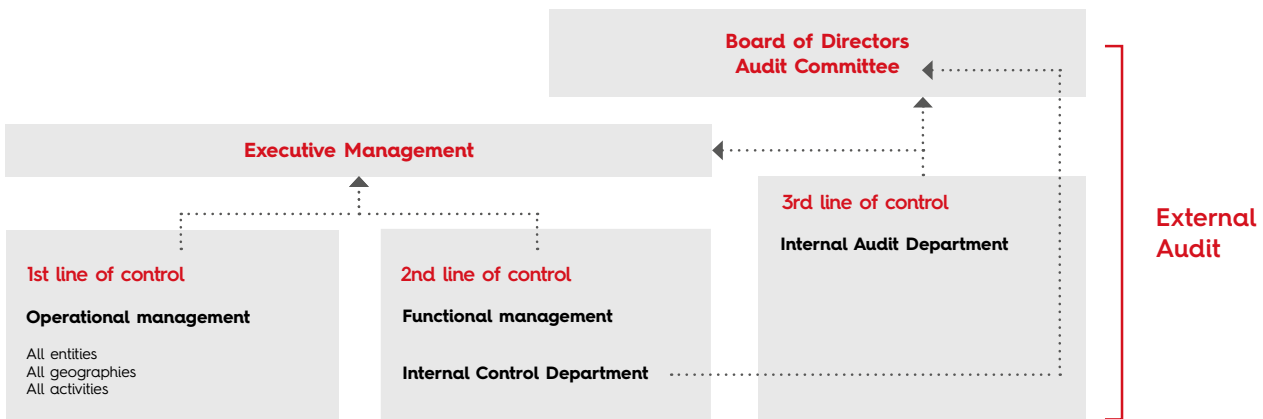 Board of Directors
Audit Committee
Executive Management
1st line of control
Operational management
All entities
All geographies
All activities
2nd line of control
Functional management
Internal Control Department
3rd line of control
Internal Audit Department
External
Audit